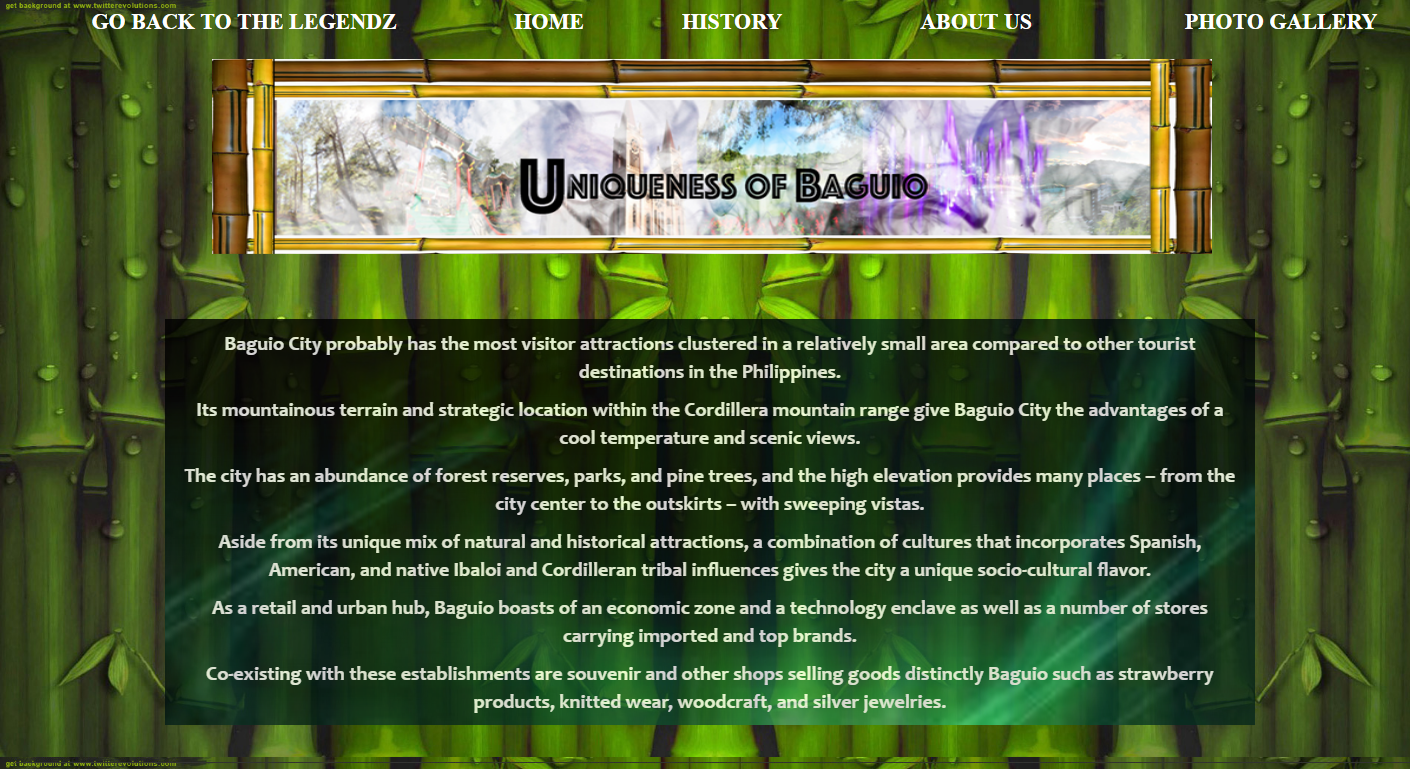 get background at www.twitterevolutions.com
GO BACK TO THE LEGENDZ HOME HISTORY ABOUT US PHOTO GALLERY
UNIQUENESS OF BAGUIO
Baguio City probably has the most visitor attractions clustered in a relatively small area compared to other tourist
destinations in the Philippines.
Its mountainous terrain and strategic location within the Cordillera mountain range give Baguio City the advantages of a
cool temperature and scenic views.
The city has an abundance of forest reserves, parks, and pine trees, and the high elevation provides many places – from the
city center to the outskirts – with sweeping vistas.
Aside from its unique mix of natural and historical attractions, a combination of cultures that incorporates Spanish,
American, and native Ibaloi and Cordilleran tribal influences gives the city a unique socio-cultural flavor.
As a retail and urban hub, Baguio boasts of an economic zone and a technology enclave as well as a number of stores
carrying imported and top brands.
Co-existing with these establishments are souvenir and other shops selling goods distinctly Baguio such as strawberry
products, knitted wear, woodcraft, and silver jewelries.
get background at www.twitterevolutions.com